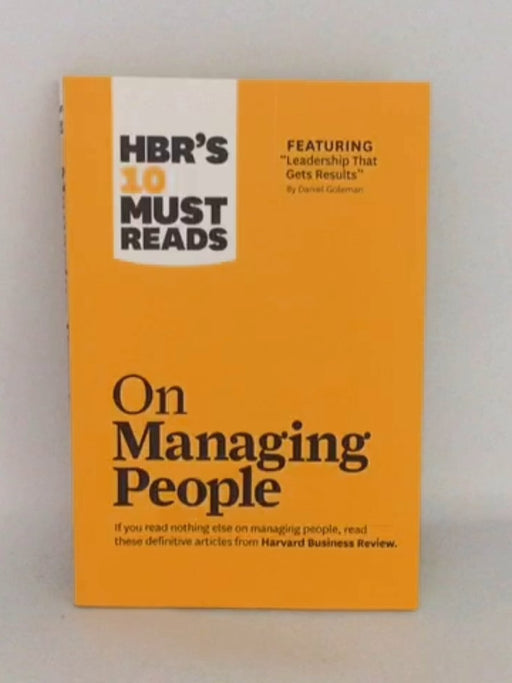 HBR'S
10
MUST
READS
FEATURING
"Leadership That
Gets Results"
By Daniel Goleman
On
Managing
People
If you read nothing else on managing people, read
these definitive articles from Harvard Business Review.